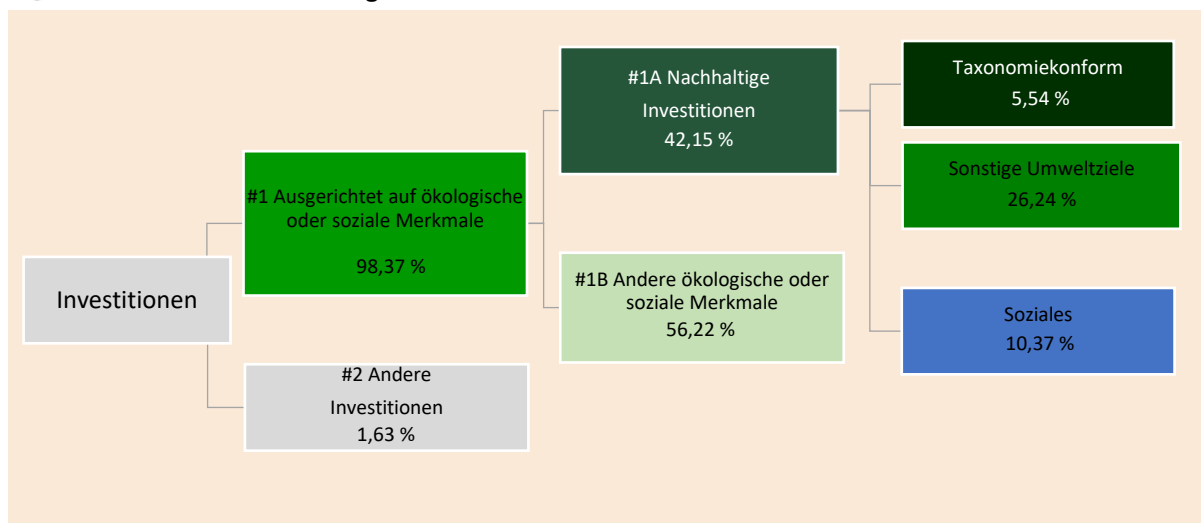 Investitionen
#1 Ausgerichtet auf ökologische
oder soziale Merkmale
98,37 %
#2 Andere
Investitionen
1,63 %
#1A Nachhaltige
Investitionen
42,15 %
#1B Andere ökologische oder
soziale Merkmale
56,22 %
Taxonomiekonform
5,54 %
Sonstige Umweltziele
26,24 %
Soziales
10,37 %